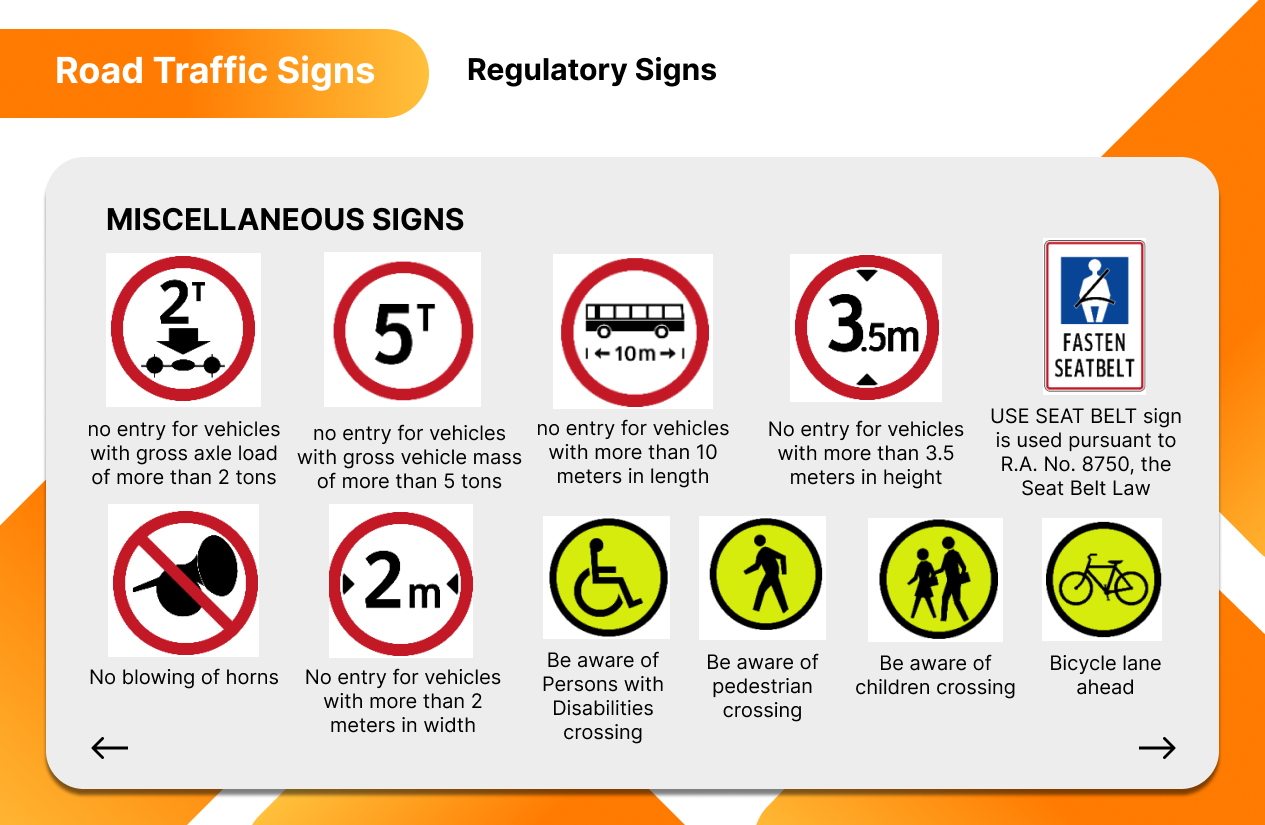 Road Traffic Signs
Regulatory Signs
MISCELLANEOUS SIGNS
2T
5T
10m
3.5m
FASTEN
SEATBELT
no entry for vehicles
with gross axle load
of more than 2 tons
no entry for vehicles
with gross vehicle mass
of more than 5 tons
no entry for vehicles
with more than 10
meters in length
No entry for vehicles
with more than 3.5
meters in height
USE SEAT BELT sign
is used pursuant to
R.A. No. 8750, the
Seat Belt Law
2m
No blowing of horns
No entry for vehicles
with more than 2
meters in width
Be aware of
Persons with
Disabilities
crossing
Be aware of
pedestrian
crossing
Be aware of
children crossing
Bicycle lane
ahead